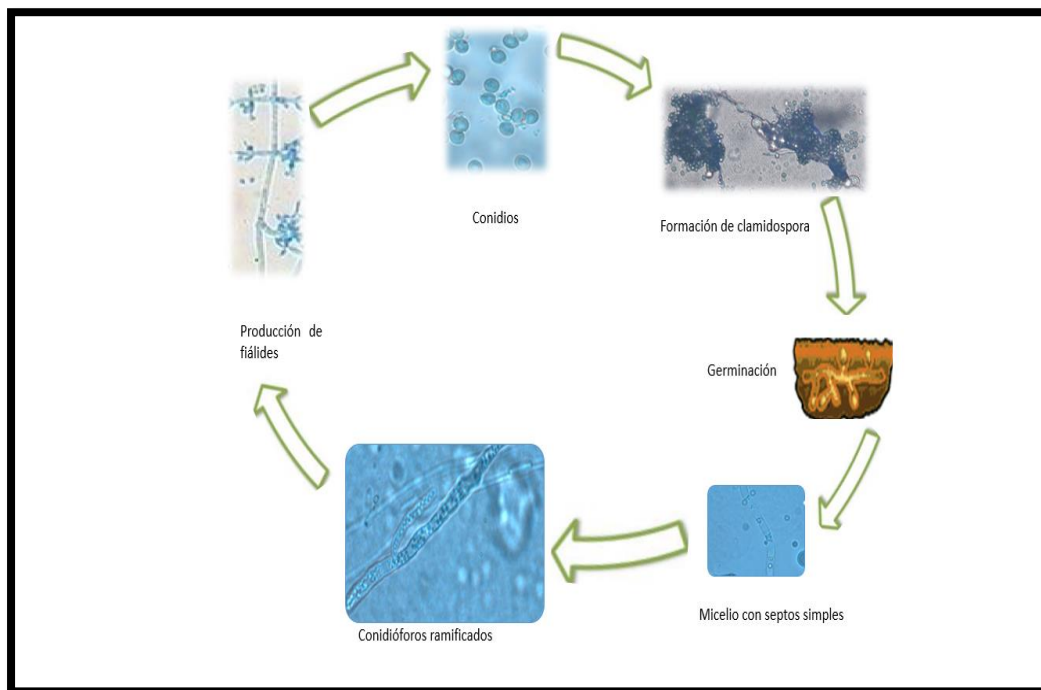 Conidios
Formación de clamidospora
Germinación
Micelio con septos simples
Conidióforos ramificados
Producción de
fiálides